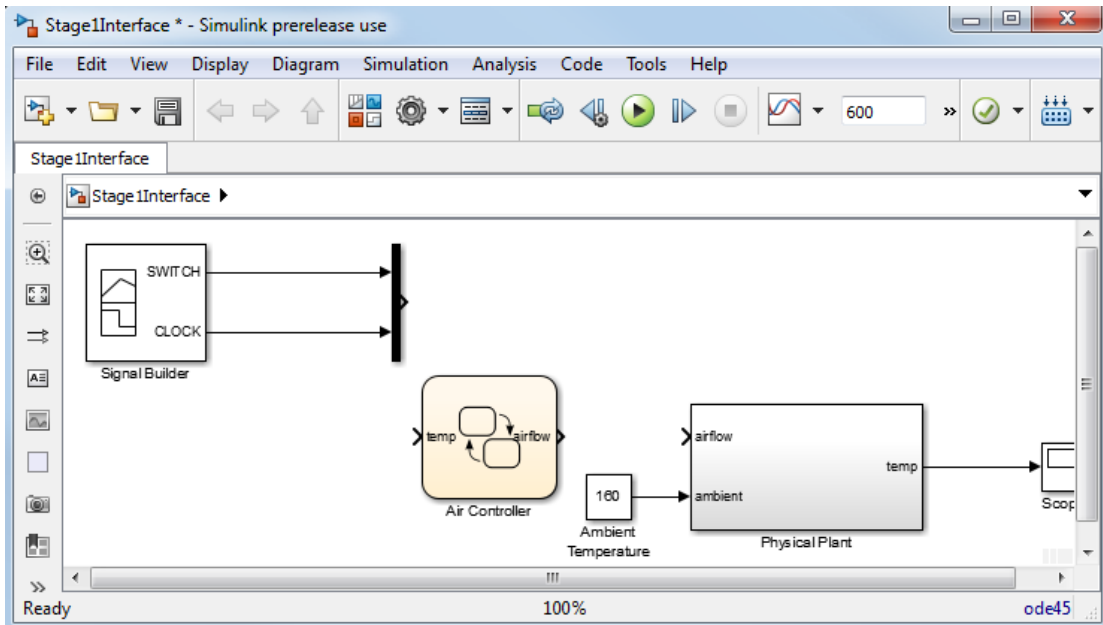 Stage1Interface * - Simulink prerelease use
File Edit View Display Diagram Simulation Analysis Code Tools Help
600
Stage1Interface
Stage1Interface
SWITCH
CLOCK
Signal Builder
temp
airflow
Air Controller
160
Ambient
Temperature
airflow
ambient
temp
Physical Plant
Scop
Ready 100% ode45